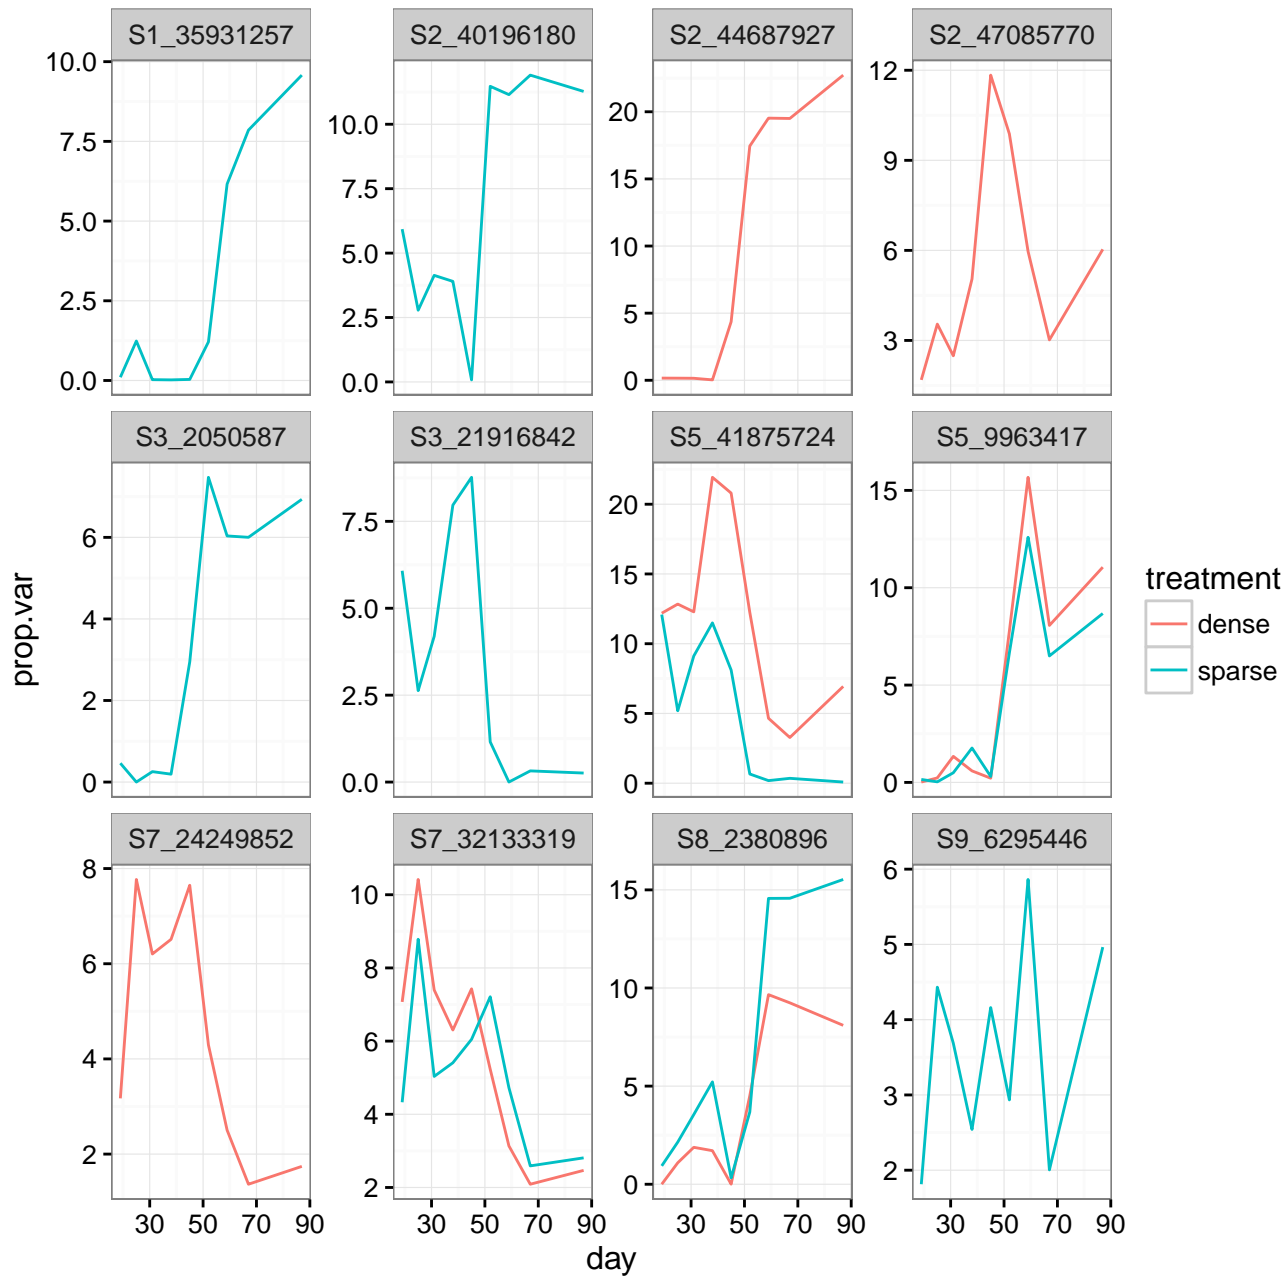 S1_35931257 S2_40196180 S2_44687927 S2_47085770
10.0 7.5 5.0 2.5 0.0
10.0 7.5 5.0 2.5 0.0
20 15 10 5 0
12 9 6 3
S3_2050587 S3_21916842 S5_41875724 S5_9963417
6 4 2 0
7.5 5.0 2.5 0.0
20 15 10 5 0
15 10 5 0
S7_24249852 S7_32133319 S8_2380896 S9_6295446
8 6 4 2
10 8 6 4 2
15 10 5 0
6 5 4 3 2
30 50 70 90 30 50 70 90 30 50 70 90 30 50 70 90
day
prop.var
treatment
dense
sparse